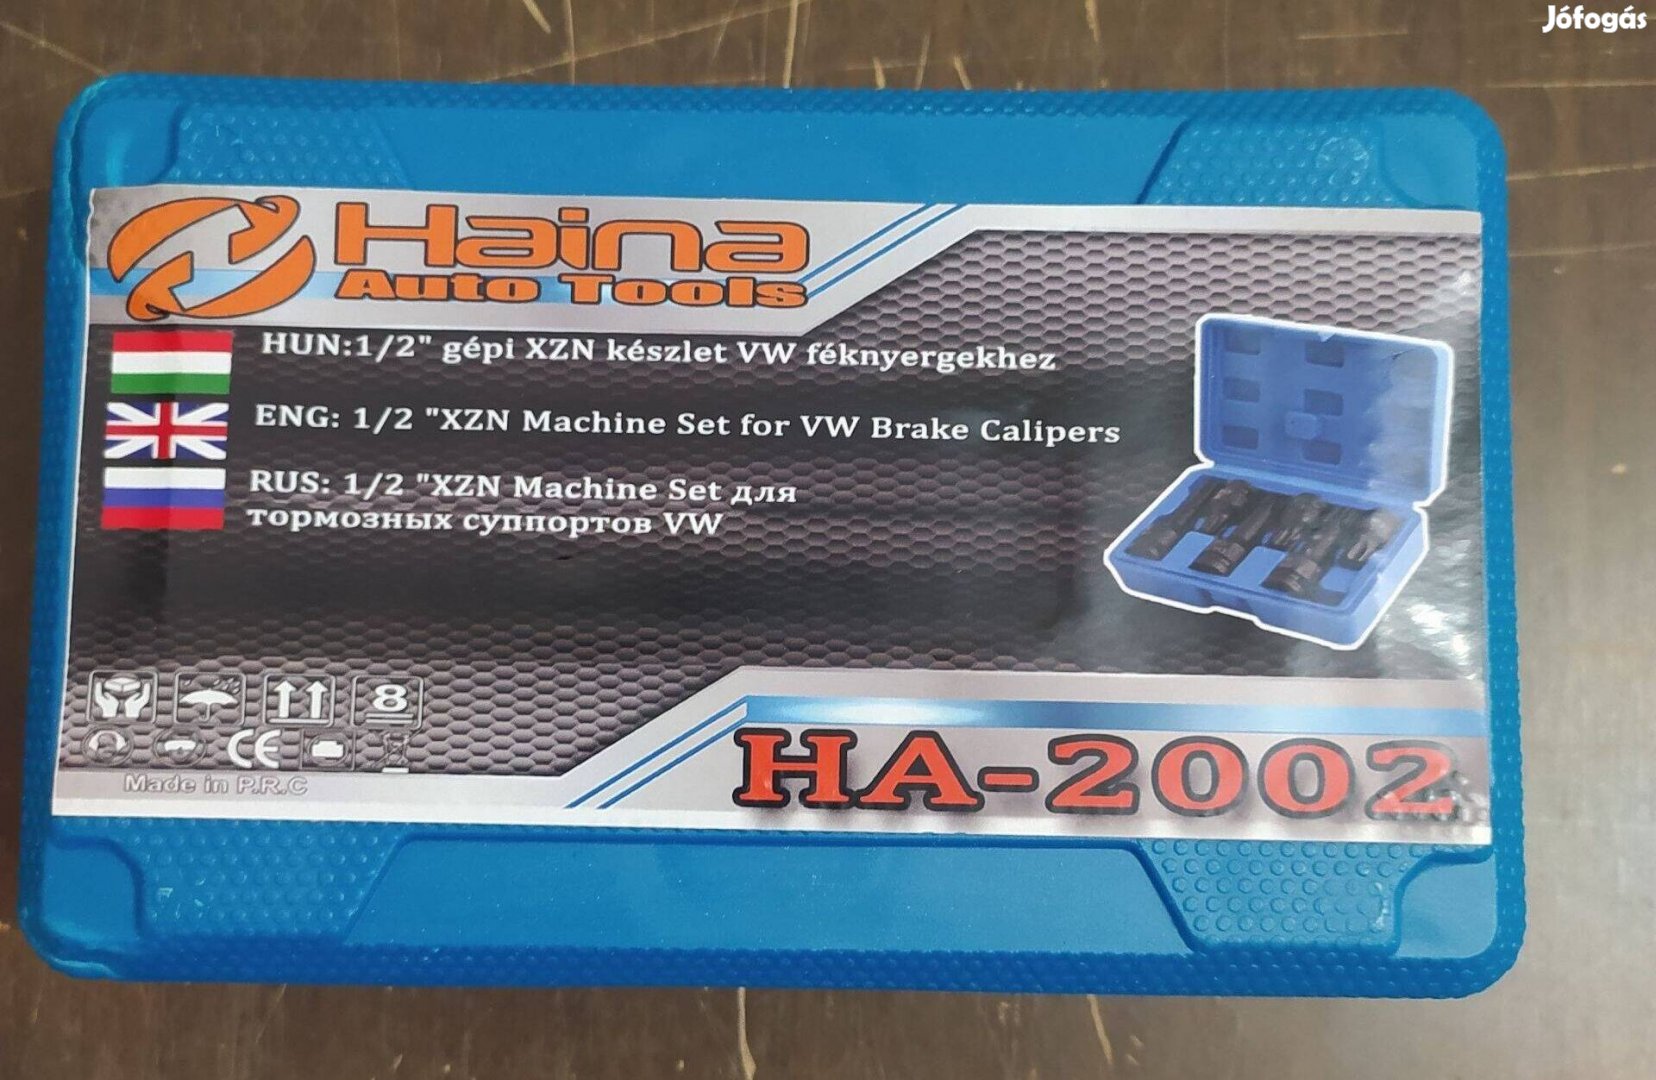 Jófogás
Haina
Auto Tools
HUN:1/2" gépi XZN készlet VW féknyergekhez
ENG: 1/2 "XZN Machine Set for VW Brake Calipers
RUS: 1/2 "XZN Machine Set для
тормозных суппортов VW
8
CE
Made in P.R.C
HA-2002